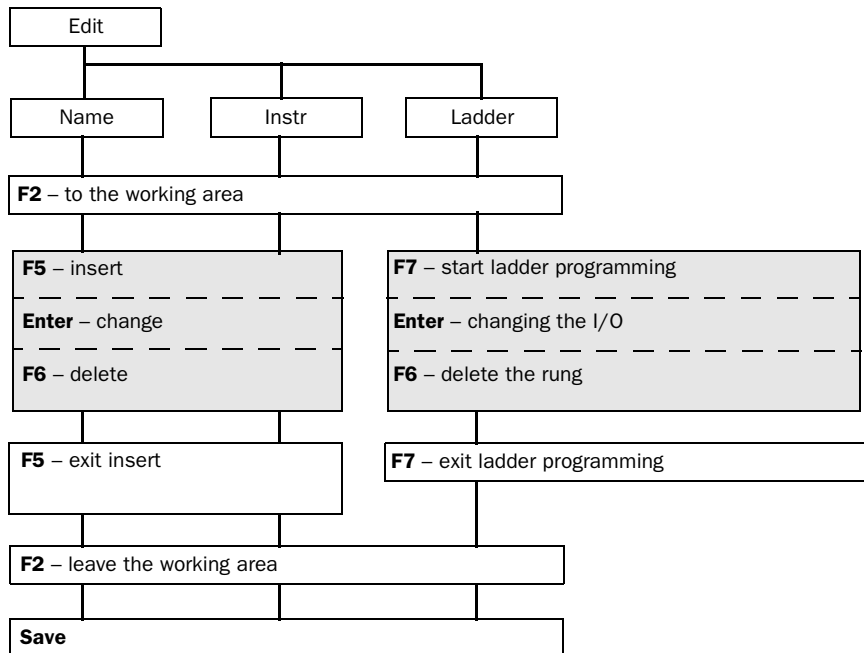 Edit
Name
Instr
Ladder
F2 – to the working area
F5 – insert
Enter – change
F6 – delete
F7 – start ladder programming
Enter – changing the I/O
F6 – delete the rung
F5 – exit insert
F7 – exit ladder programming
F2 – leave the working area
Save